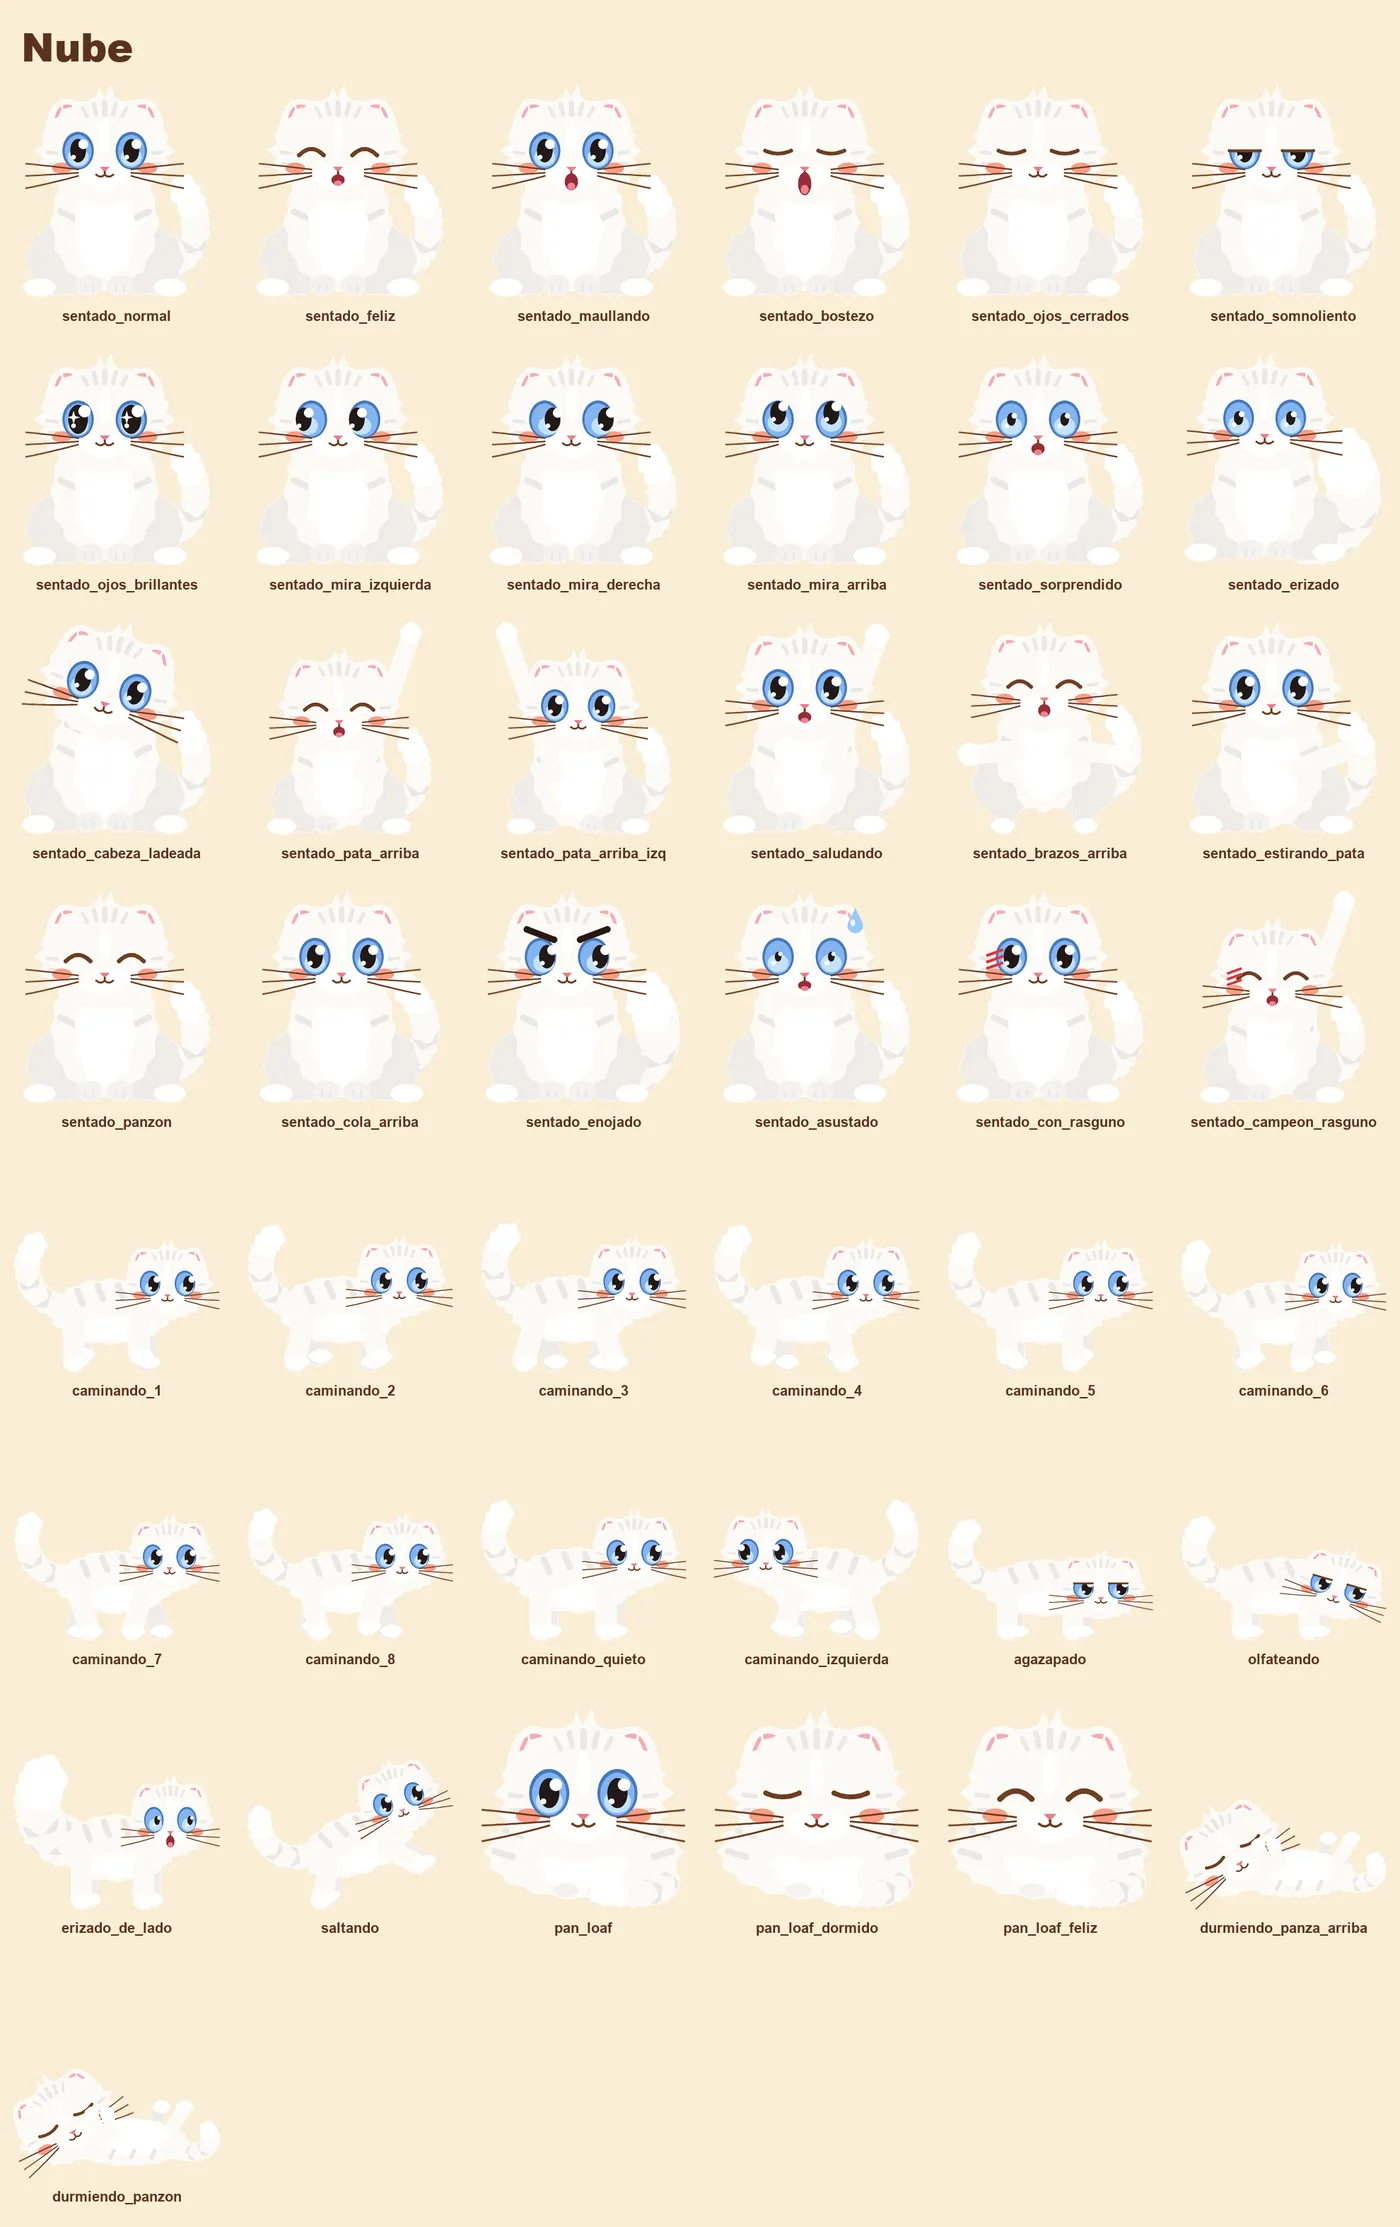 Nube
sentado_normal
sentado_feliz
sentado_maullando
sentado_bostezo
sentado_ojos_cerrados
sentado_somnoliento
sentado_ojos_brillantes
sentado_mira_izquierda
sentado_mira_derecha
sentado_mira_arriba
sentado_sorprendido
sentado_erizado
sentado_cabeza_ladeada
sentado_pata_arriba
sentado_pata_arriba_izq
sentado_saludando
sentado_brazos_arriba
sentado_estirando_pata
sentado_panzon
sentado_cola_arriba
sentado_enojado
sentado_asustado
sentado_con_rasguno
sentado_campeon_rasguno
caminando_1
caminando_2
caminando_3
caminando_4
caminando_5
caminando_6
caminando_7
caminando_8
caminando_quieto
caminando_izquierda
agazapado
olfateando
erizado_de_lado
saltando
pan_loaf
pan_loaf_dormido
pan_loaf_feliz
durmiendo_panza_arriba
durmiendo_panzon